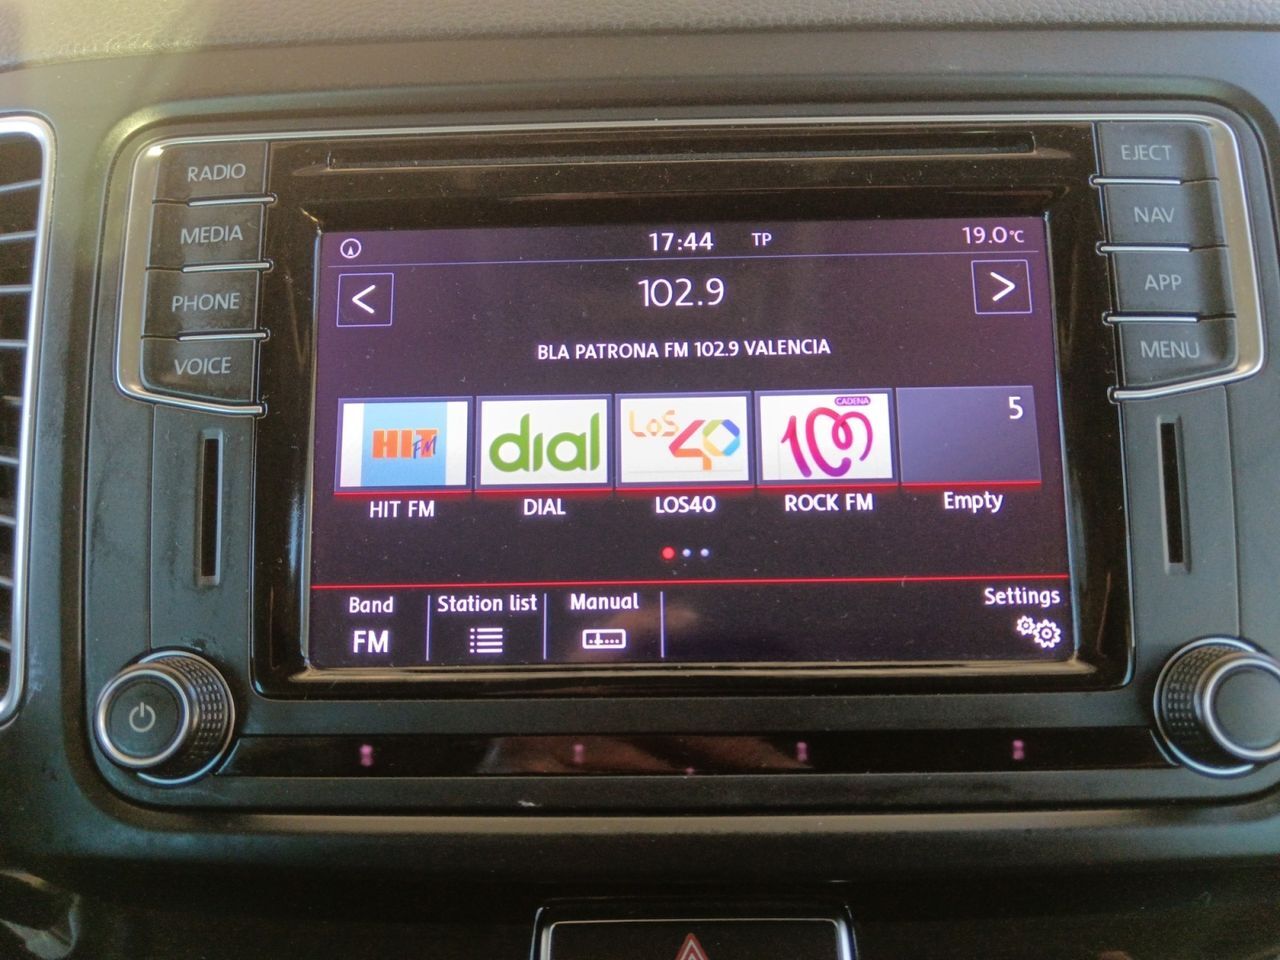 RADIO
MEDIA
PHONE
VOICE
EJECT
NAV
APP
MENU
17:44 TP 19.0°C
< 102.9 >
BLA PATRONA FM 102.9 VALENCIA
HIT FM
dial
LOS 40
CADENA 100
5
HIT FM DIAL LOS40 ROCK FM Empty
Band Station list Manual Settings
FM